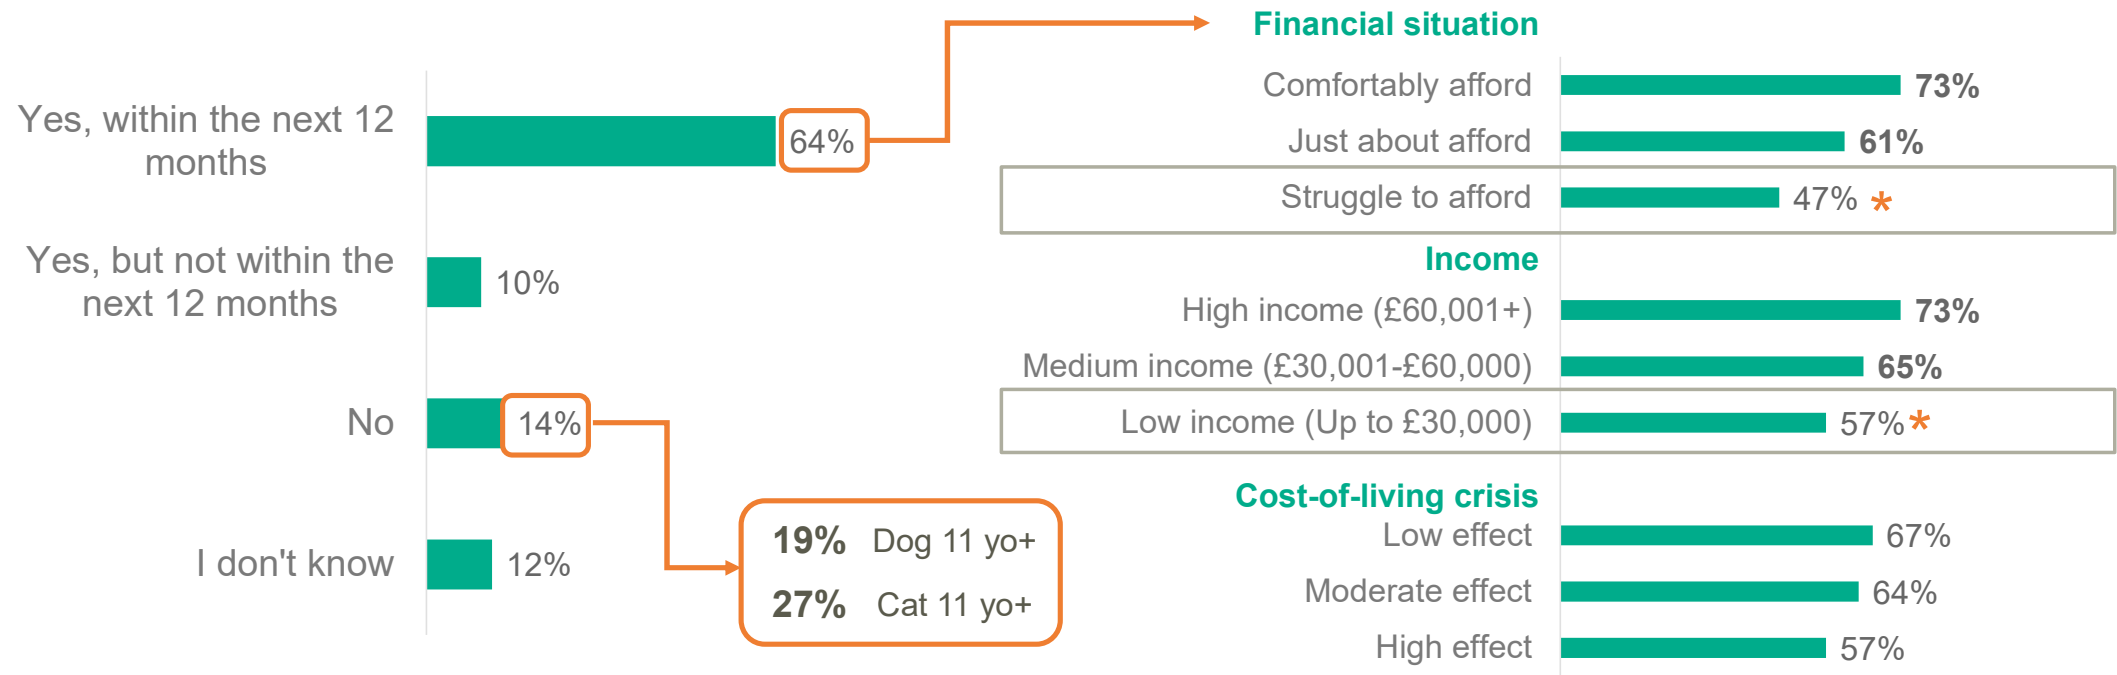 Yes, within the next 12
months
64%
Yes, but not within the
next 12 months
10%
No
14%
I don't know
12%
19% Dog 11 yo+
27% Cat 11 yo+
Financial situation
Comfortably afford 73%
Just about afford 61%
Struggle to afford 47% *
Income
High income (£60,001+) 73%
Medium income (£30,001-£60,000) 65%
Low income (Up to £30,000) 57% *
Cost-of-living crisis
Low effect 67%
Moderate effect 64%
High effect 57%